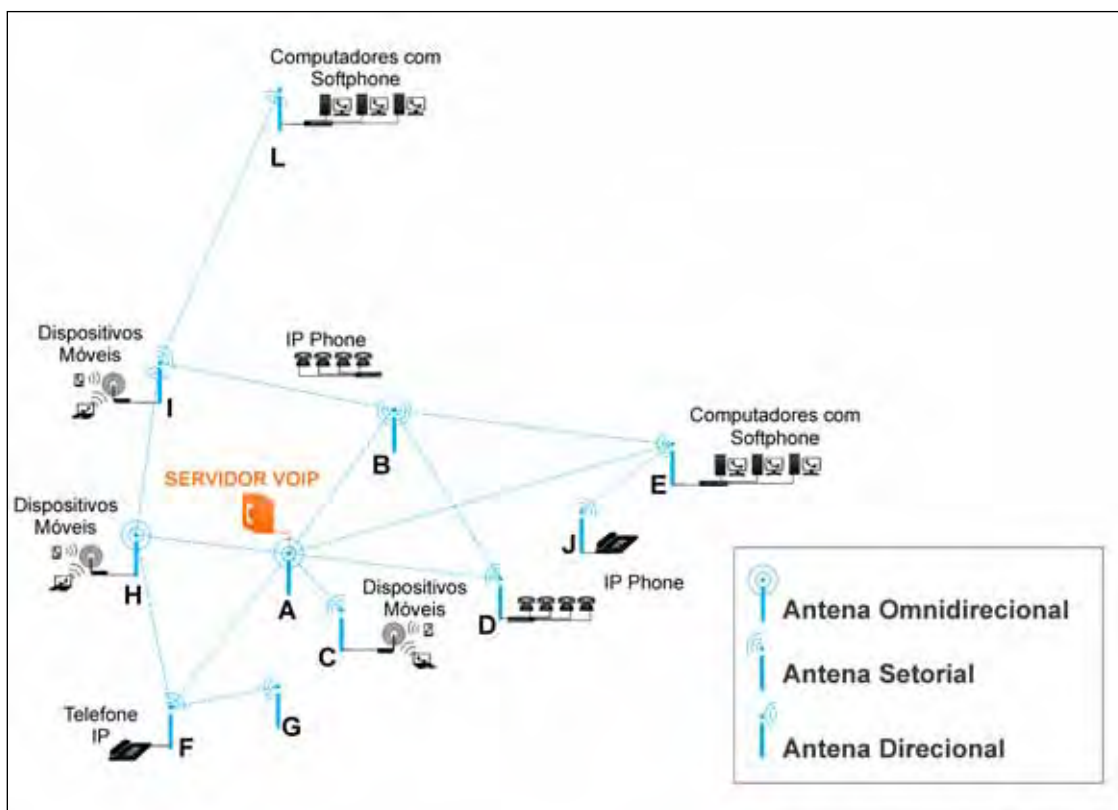 Computadores com
Softphone
L
Dispositivos
Móveis
I
IP Phone
B
Computadores com
Softphone
E
SERVIDOR VOIP
Dispositivos
Móveis
H
A
J
IP Phone
D
Dispositivos
Móveis
C
Telefone
IP
F
G
Antena Omnidirecional
Antena Setorial
Antena Direcional